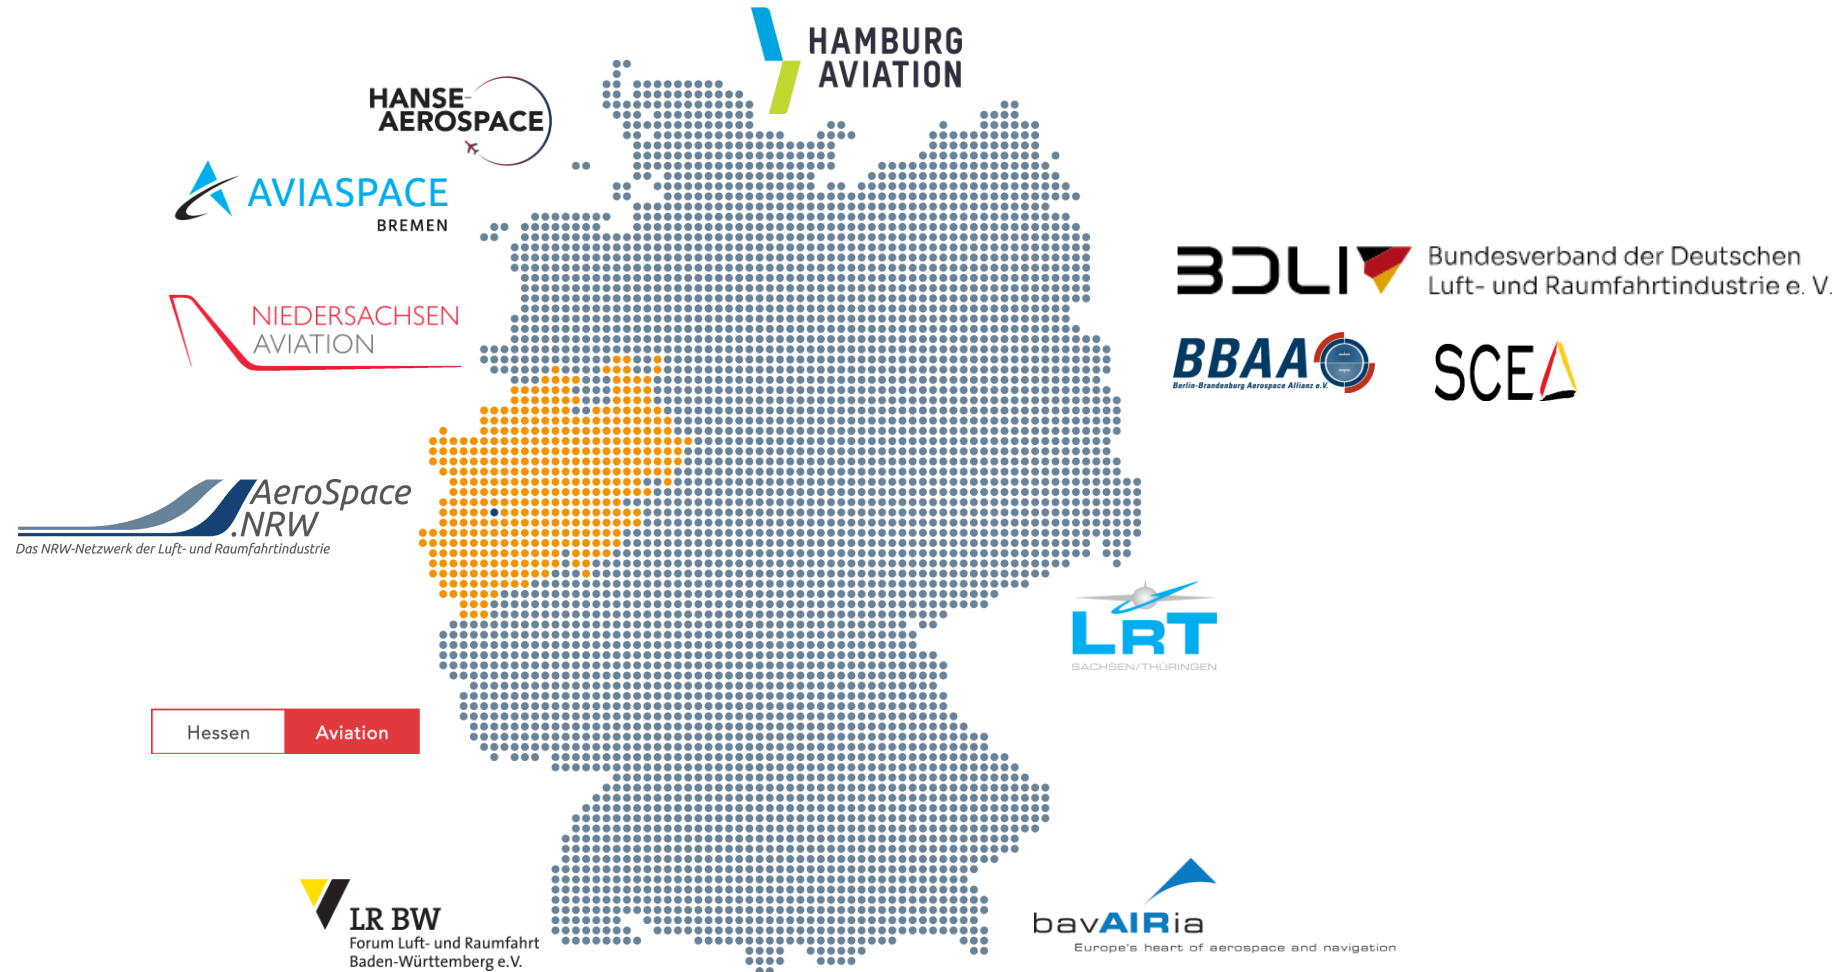 HAMBURG
AVIATION
HANSE-
AEROSPACE
AVIASPACE
BREMEN
BDLI
Bundesverband der Deutschen
Luft- und Raumfahrtindustrie e. V.
NIEDERSACHSEN
AVIATION
BBAA
Berlin-Brandenburg Aerospace Allianz e.V.
SCEA
AeroSpace
.NRW
Das NRW-Netzwerk der Luft- und Raumfahrtindustrie
LRT
SACHSEN/THÜRINGEN
Hessen Aviation
LR BW
Forum Luft- und Raumfahrt
Baden-Württemberg e.V.
bavAIRia
Europe's heart of aerospace and navigation